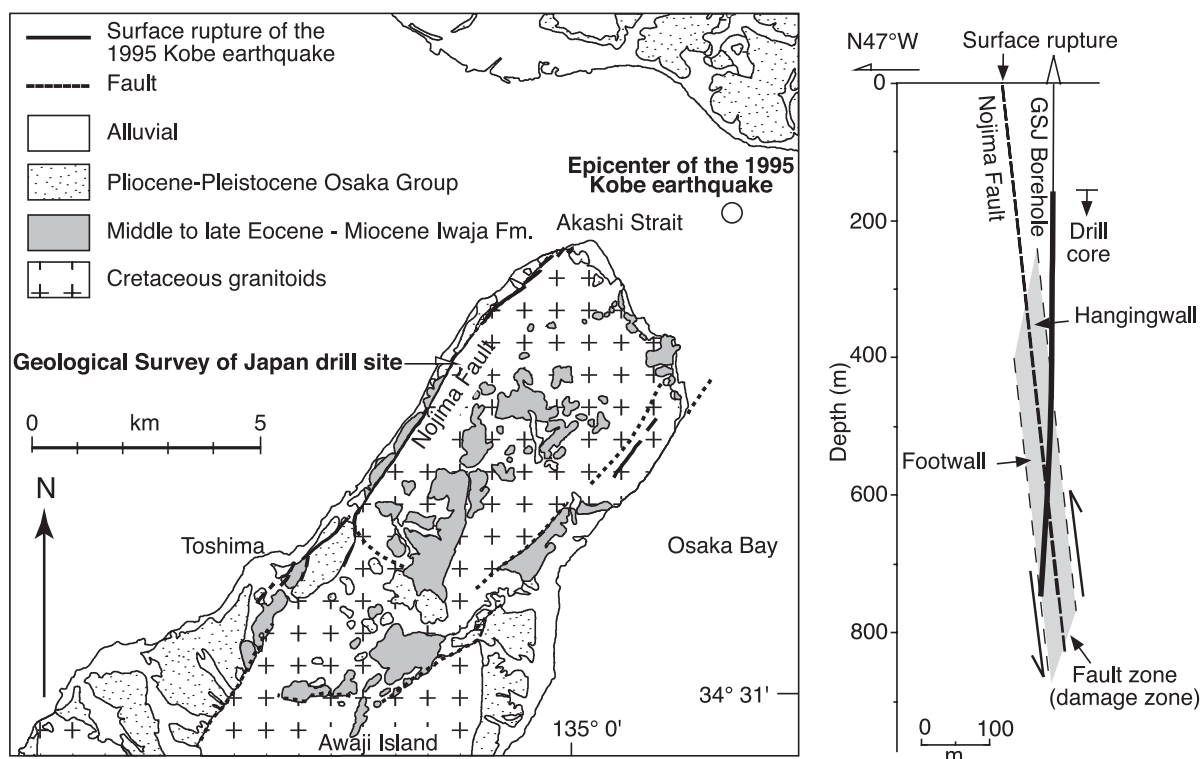 Surface rupture of the
1995 Kobe earthquake
Fault
Alluvial
Pliocene-Pleistocene Osaka Group
Middle to late Eocene - Miocene Iwaja Fm.
Cretaceous granitoids
Epicenter of the 1995
Kobe earthquake
Akashi Strait
Geological Survey of Japan drill site
Nojima Fault
0 km 5
N
Toshima
Osaka Bay
34° 31'
135° 0'
Awaji Island
N47°W
Surface rupture
0
Nojima Fault
GSJ Borehole
200
Drill
core
Hangingwall
400
Depth (m)
Footwall
600
800
Fault zone
(damage zone)
0 100
m